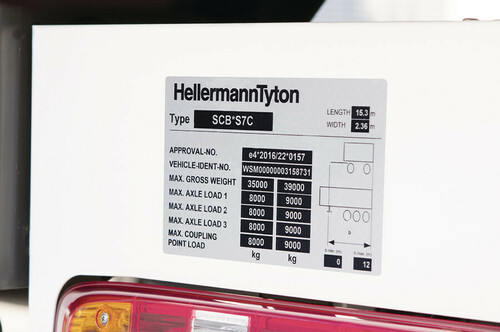 HellermannTyton
LENGTH 15.3 m
WIDTH 2.36 m
Type SCB*S7C
APPROVAL-NO. e4*2016/22*0157
VEHICLE-IDENT-NO. WSM00000003158731
MAX. GROSS WEIGHT 35000 39000
MAX. AXLE LOAD 1 8000 9000
MAX. AXLE LOAD 2 8000 9000
MAX. AXLE LOAD 3 8000 9000
MAX. COUPLING
POINT LOAD 8000 9000
kg kg
0 12